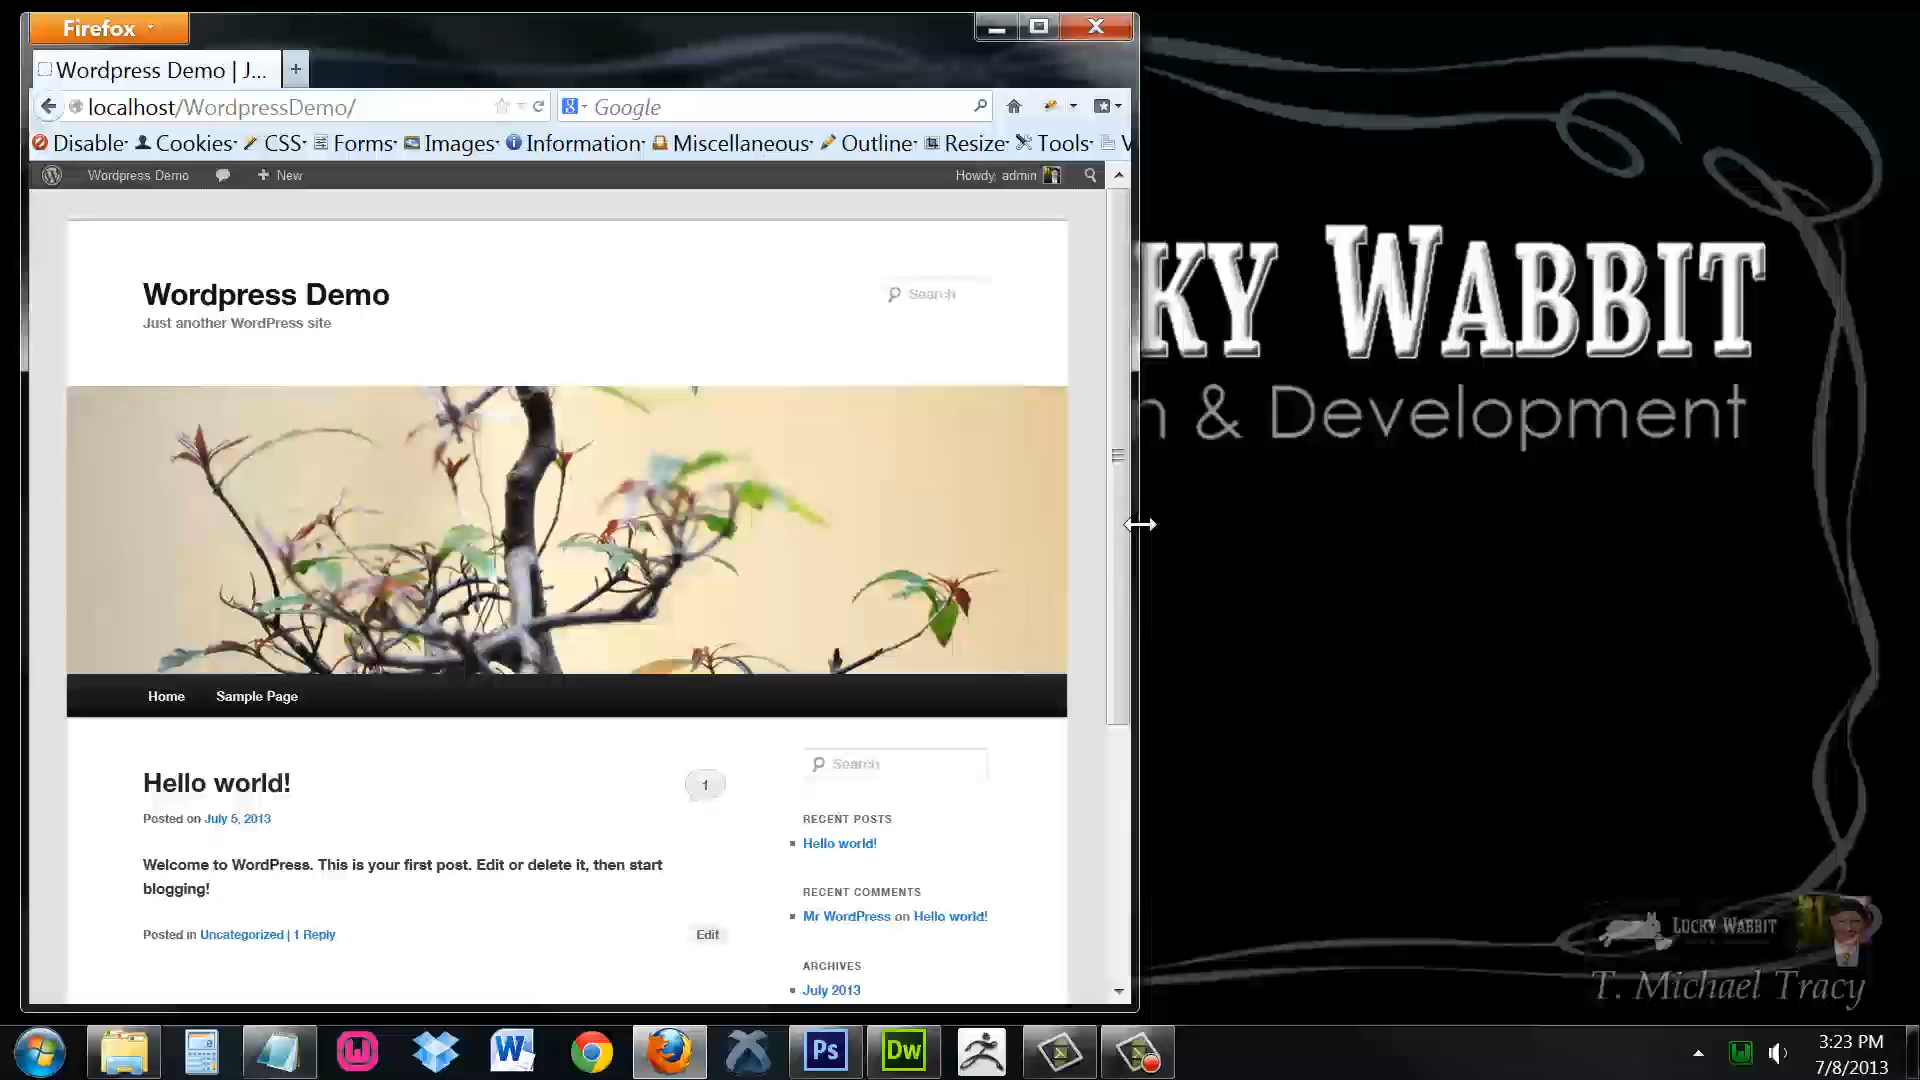 Firefox
Wordpress Demo | J...
+
localhost/WordpressDemo/
Google
Disable
Cookies
CSS
Forms
Images
Information
Miscellaneous
Outline
Resize
Tools
Wordpress Demo
New
Howdy, admin
Wordpress Demo
Just another WordPress site
Search
Home
Sample Page
Hello world!
1
Posted on July 5, 2013
Welcome to WordPress. This is your first post. Edit or delete it, then start
blogging!
Posted in Uncategorized | 1 Reply
Edit
Search
RECENT POSTS
Hello world!
RECENT COMMENTS
Mr WordPress on Hello world!
ARCHIVES
July 2013
KY WABBIT
n & Development
LUCKY WABBIT
T. Michael Tracy
Ps
Dw
3:23 PM
7/8/2013